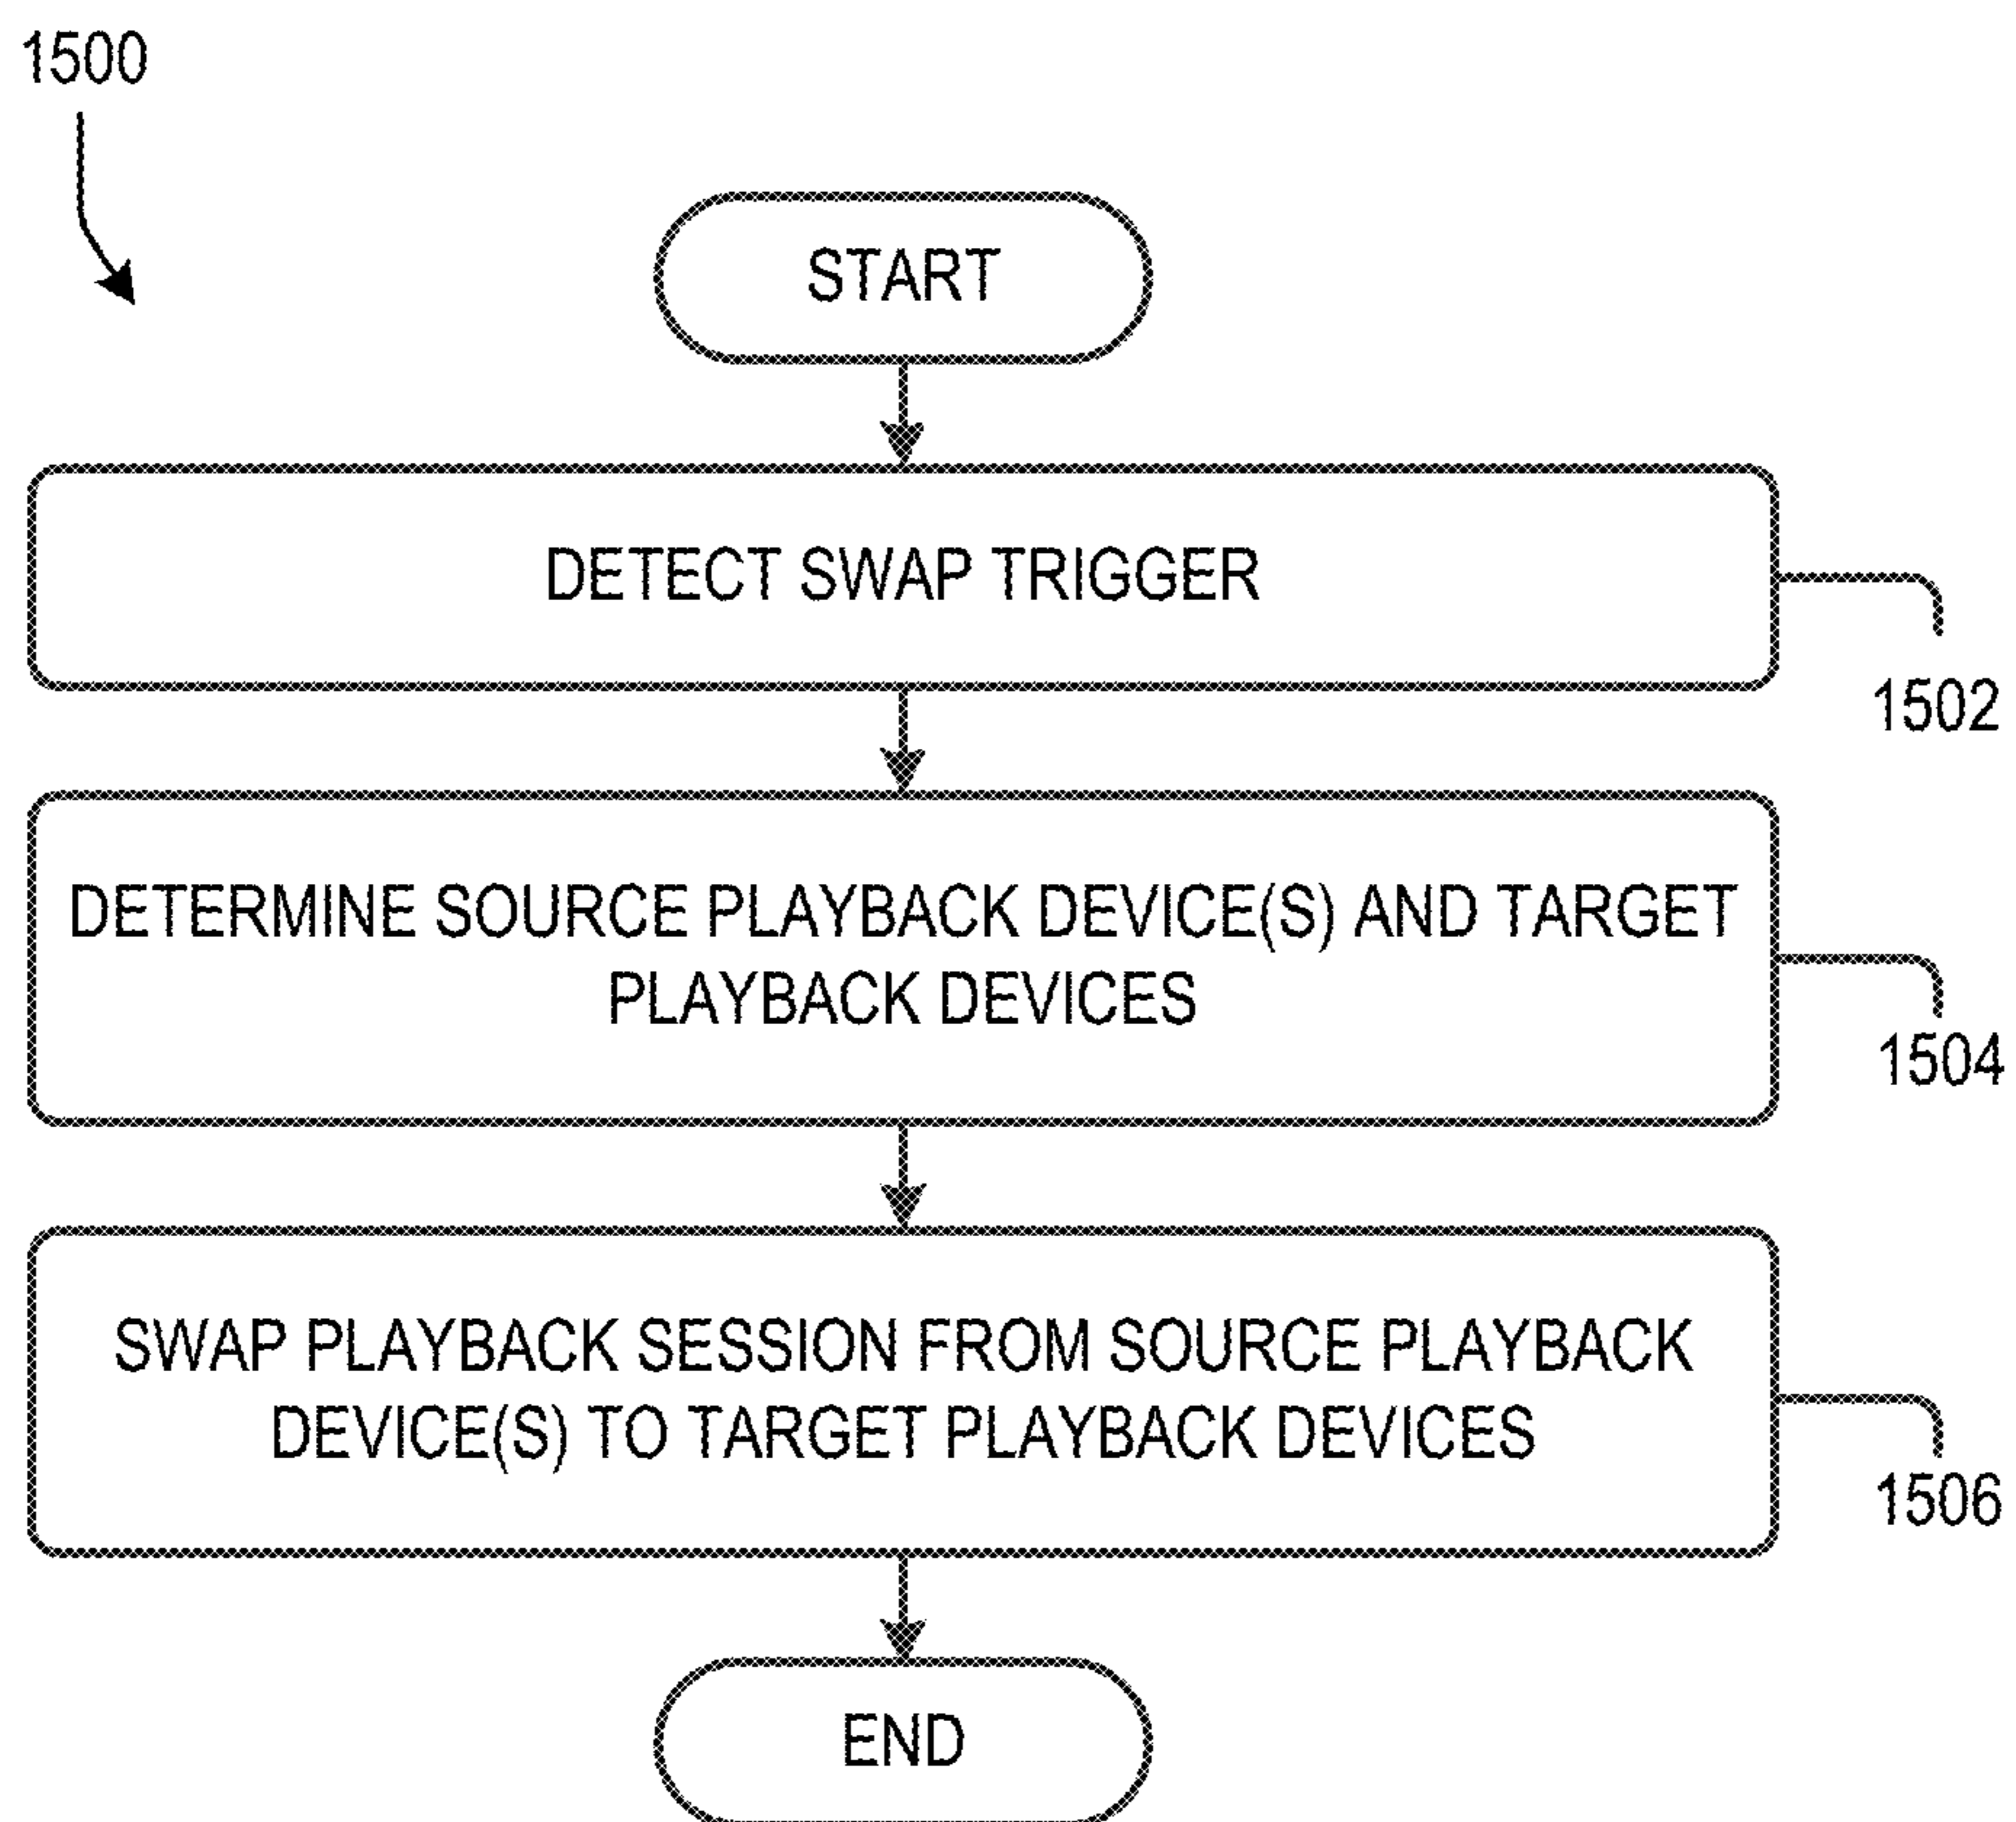 1500
START
DETECT SWAP TRIGGER
1502
DETERMINE SOURCE PLAYBACK DEVICE(S) AND TARGET
PLAYBACK DEVICES
1504
SWAP PLAYBACK SESSION FROM SOURCE PLAYBACK
DEVICE(S) TO TARGET PLAYBACK DEVICES
1506
END